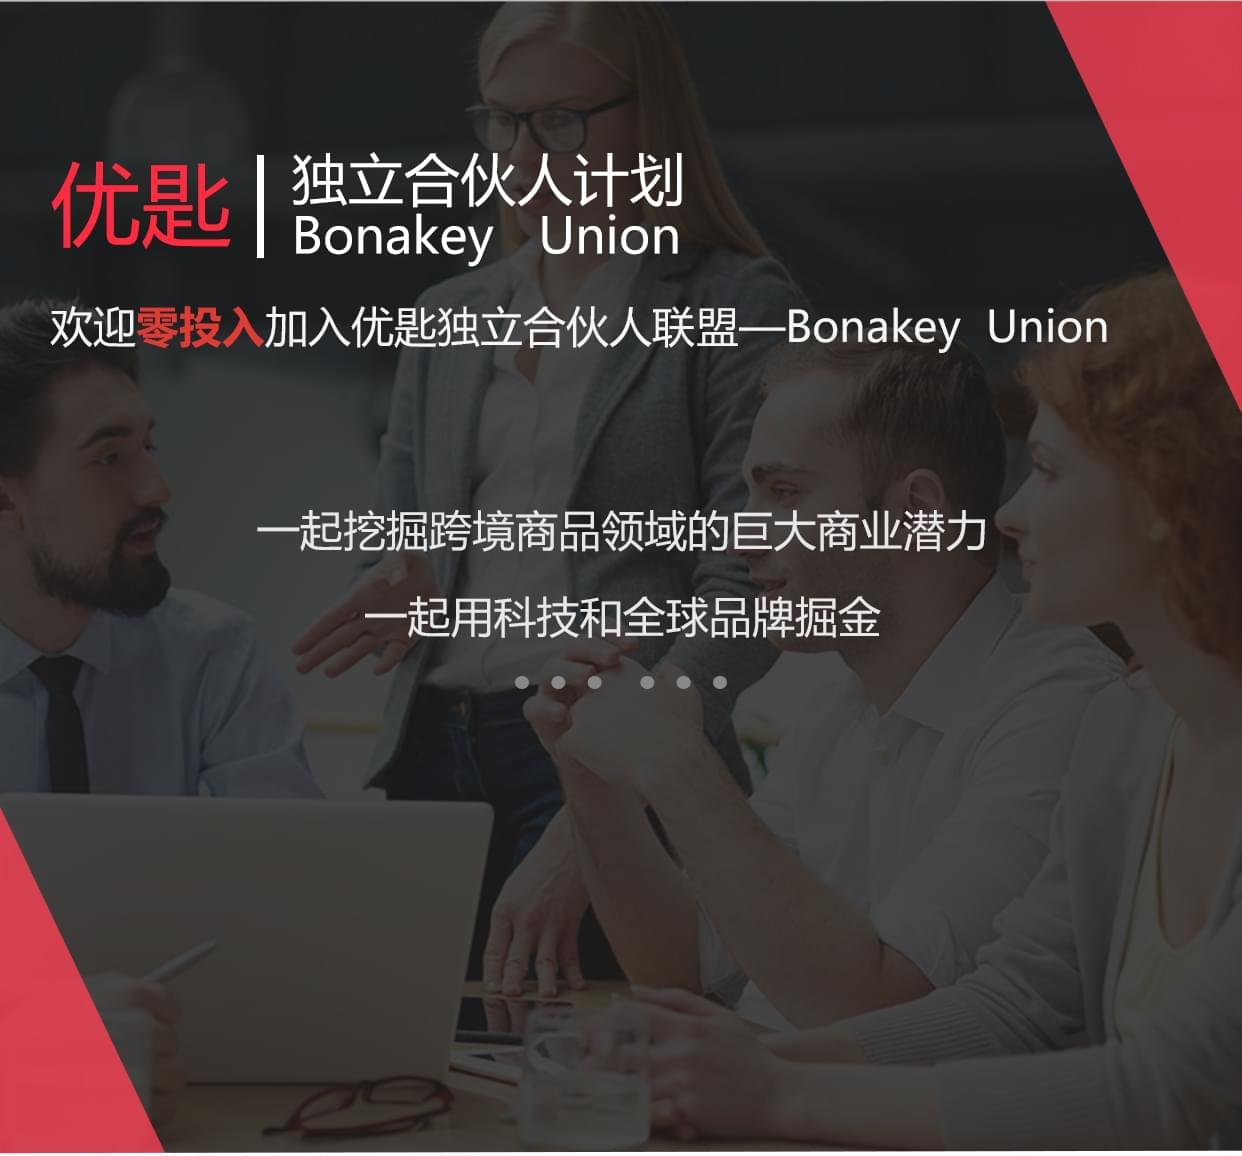 优匙 | 独立合伙人计划
Bonakey Union
欢迎零投入加入优匙独立合伙人联盟—Bonakey Union
一起挖掘跨境商品领域的巨大商业潜力
一起用科技和全球品牌掘金
••• •••